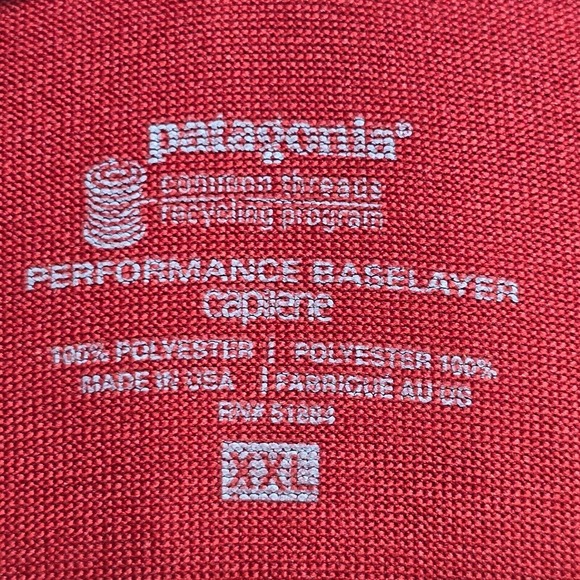 patagonia®
common threads
recycling program
PERFORMANCE BASELAYER
capilene
100% POLYESTER | POLYESTER 100%
MADE IN USA | FABRIQUE AU US
RN# 51884
XXL